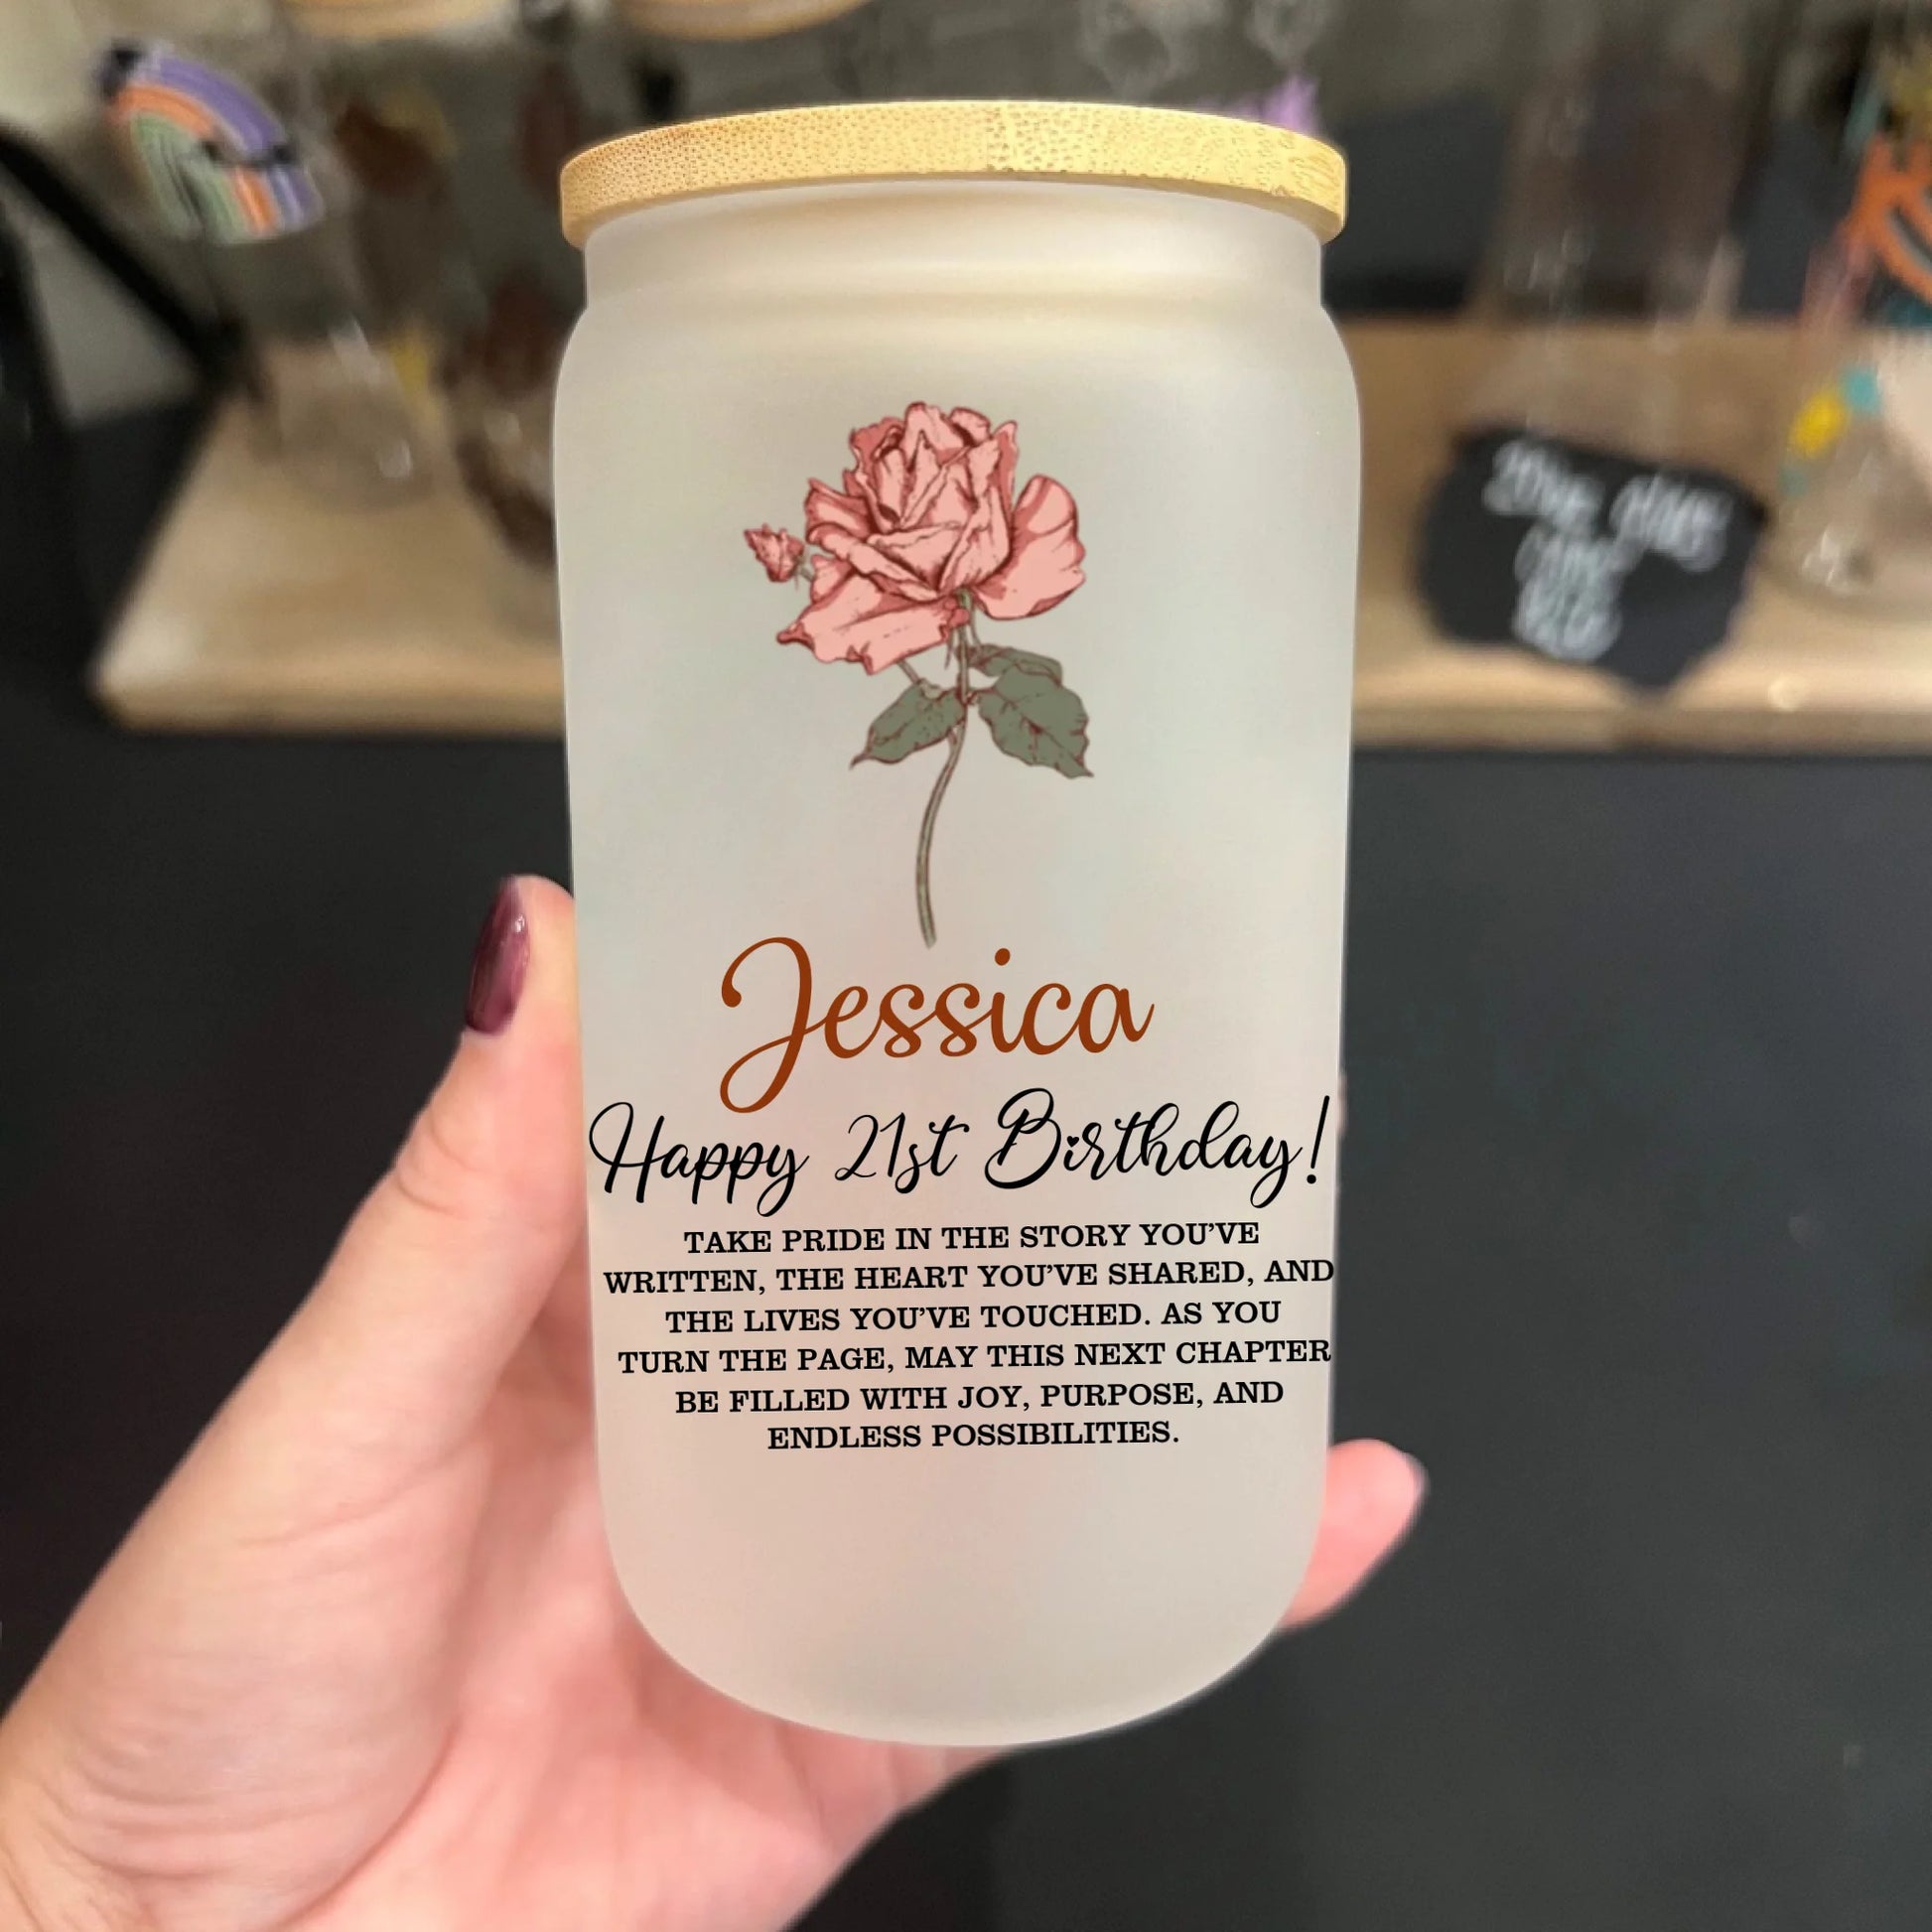 Jessica
Happy 21st Birthday!
TAKE PRIDE IN THE STORY YOU'VE
WRITTEN, THE HEART YOU'VE SHARED, AND
THE LIVES YOU'VE TOUCHED. AS YOU
TURN THE PAGE, MAY THIS NEXT CHAPTER
BE FILLED WITH JOY, PURPOSE, AND
ENDLESS POSSIBILITIES.